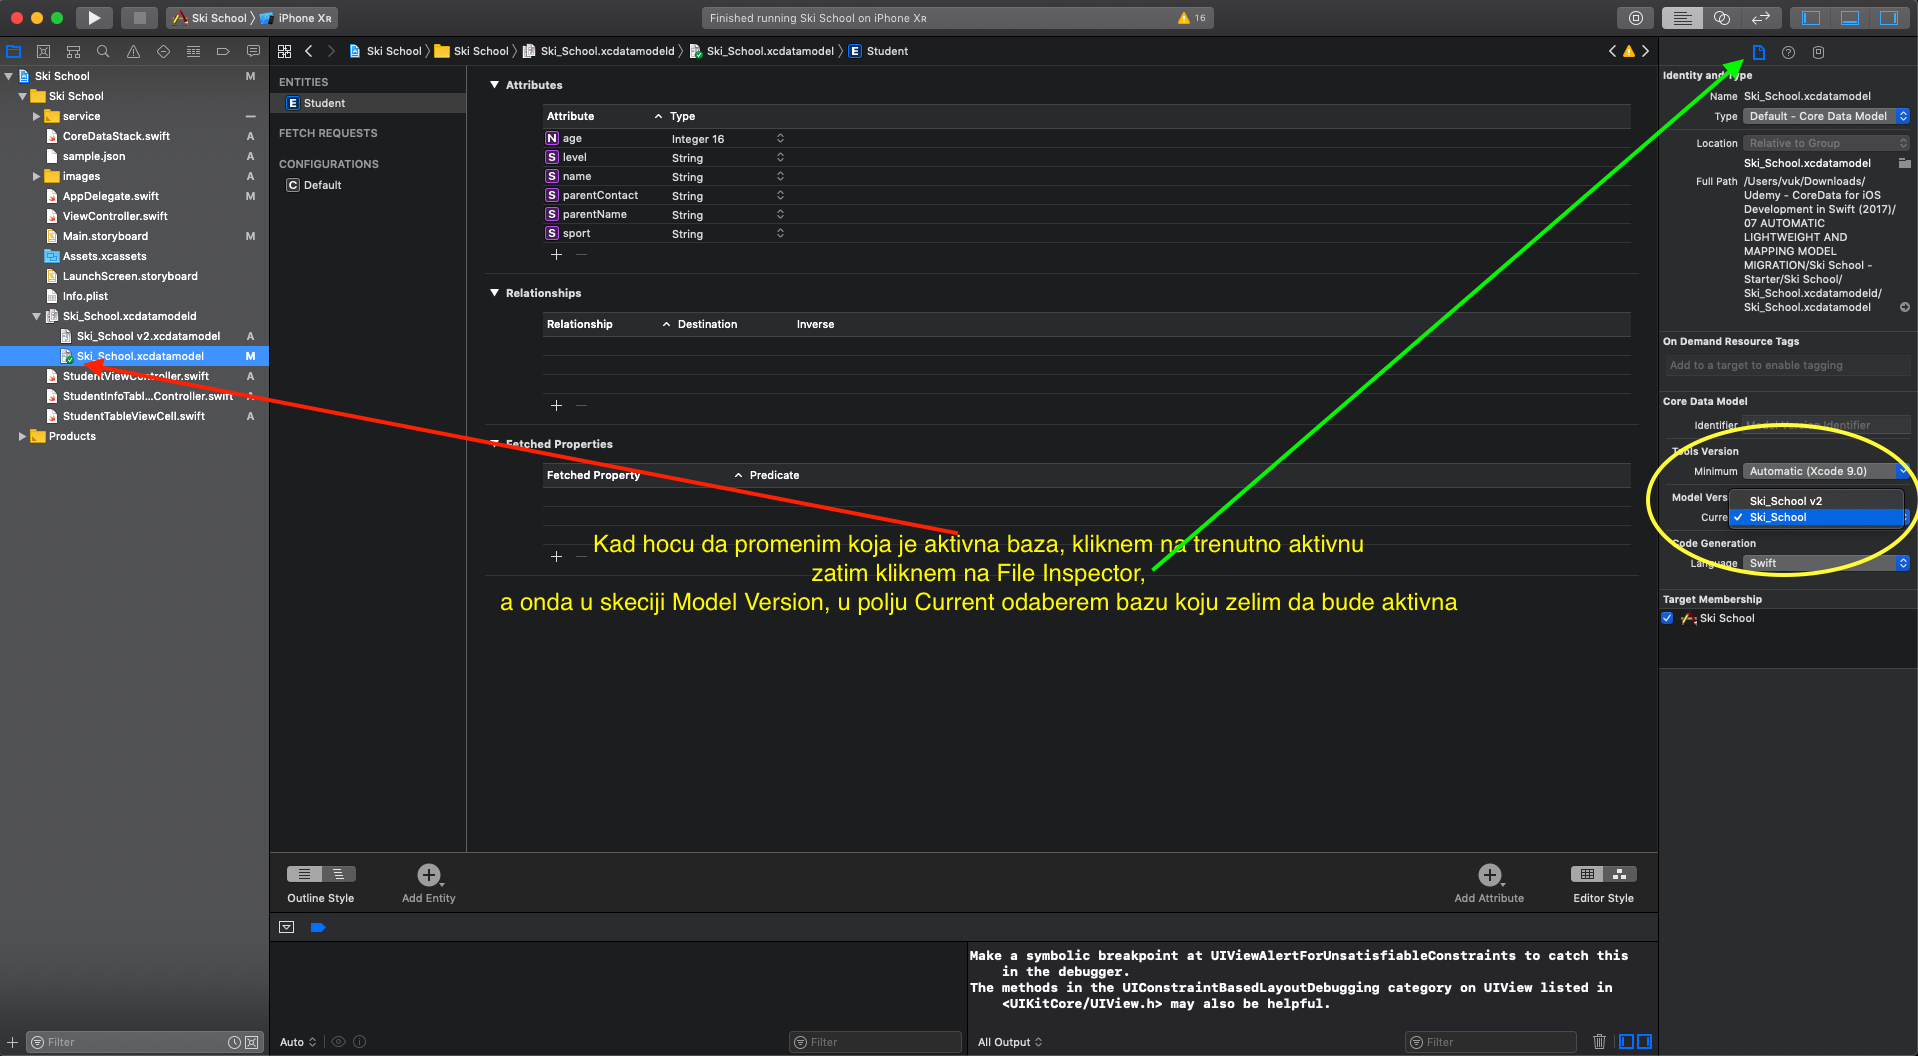 Ski School
iPhone XR
Finished running Ski School on iPhone XR
16
Ski School
Ski School
Ski_School.xcdatamodeld
Ski_School.xcdatamodel
E Student
Ski School M
Ski School
service
CoreDataStack.swift A
sample.json A
images A
AppDelegate.swift M
ViewController.swift
Main.storyboard M
Assets.xcassets
LaunchScreen.storyboard
Info.plist
Ski_School.xcdatamodeld
Ski_School v2.xcdatamodel A
Ski_School.xcdatamodel M
StudentViewController.swift A
StudentInfoTabl...Controller.swift A
StudentTableViewCell.swift A
Products
Filter
ENTITIES
E Student
FETCH REQUESTS
CONFIGURATIONS
C Default
Attributes
Attribute Type
N age Integer 16
S level String
S name String
S parentContact String
S parentName String
S sport String
Relationships
Relationship Destination Inverse
Fetched Properties
Fetched Property Predicate
Kad hocu da promenim koja je aktivna baza, kliknem na trenutno aktivnu
zatim kliknem na File Inspector,
a onda u skeciji Model Version, u polju Current odaberem bazu koju zelim da bude aktivna
Outline Style
Add Entity
Add Attribute
Editor Style
Make a symbolic breakpoint at UIViewAlertForUnsatisfiableConstraints to catch this
in the debugger.
The methods in the UIConstraintBasedLayoutDebugging category on UIView listed in
<UIKitCore/UIView.h> may also be helpful.
Auto
Filter
All Output
Filter
Identity and Type
Name Ski_School.xcdatamodel
Type Default - Core Data Model
Location Relative to Group
Ski_School.xcdatamodel
Full Path /Users/vuk/Downloads/
Udemy - CoreData for iOS
Development in Swift (2017)/
07 AUTOMATIC
LIGHTWEIGHT AND
MAPPING MODEL
MIGRATION/Ski School -
Starter/Ski School/
Ski_School.xcdatamodeld/
Ski_School.xcdatamodel
On Demand Resource Tags
Add to a target to enable tagging
Core Data Model
Identifier Model Version Identifier
Tools Version
Minimum Automatic (Xcode 9.0)
Model Vers
Ski_School v2
Curre
Ski_School
Code Generation
Language Swift
Target Membership
Ski School